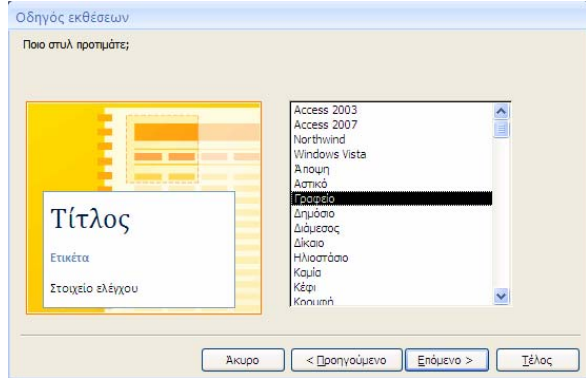 Οδηγός εκθέσεων
Ποιο στυλ προτιμάτε;
Τίτλος
Ετικέτα
Στοιχείο ελέγχου
Access 2003
Access 2007
Northwind
Windows Vista
Άποψη
Αστικό
Γραφείο
Δημόσιο
Διάμεσος
Δίκαιο
Ηλιοστάσιο
Καμία
Κέφι
Κορυφή
Άκυρο
< Προηγούμενο
Επόμενο >
Τέλος